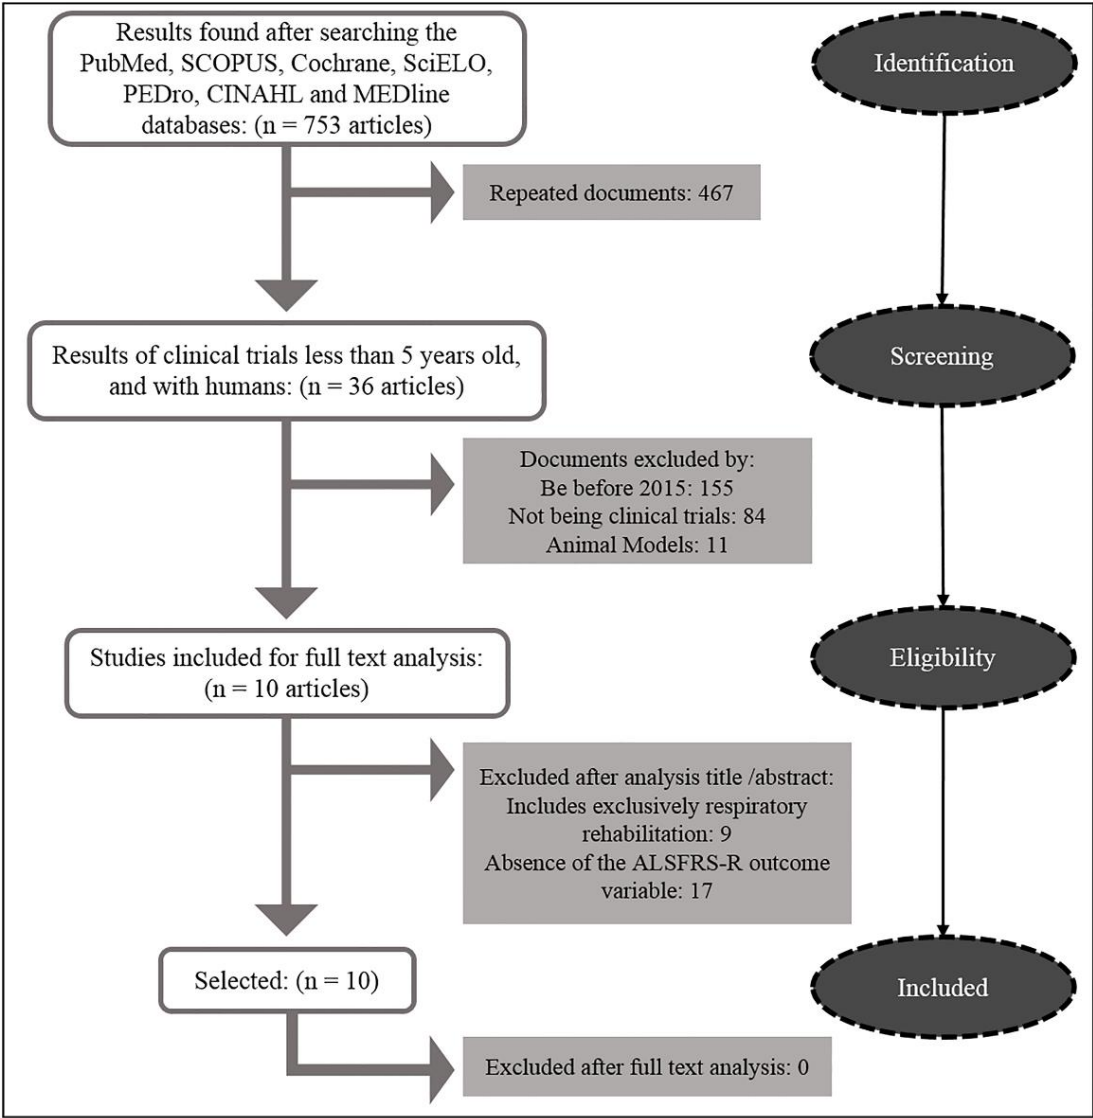 Results found after searching the
PubMed, SCOPUS, Cochrane, SciELO,
PEDro, CINAHL and MEDline
databases: (n = 753 articles)
Identification
Repeated documents: 467
Results of clinical trials less than 5 years old,
and with humans: (n = 36 articles)
Screening
Documents excluded by:
Be before 2015: 155
Not being clinical trials: 84
Animal Models: 11
Studies included for full text analysis:
(n = 10 articles)
Eligibility
Excluded after analysis title /abstract:
Includes exclusively respiratory
rehabilitation: 9
Absence of the ALSFRS-R outcome
variable: 17
Selected: (n = 10)
Included
Excluded after full text analysis: 0